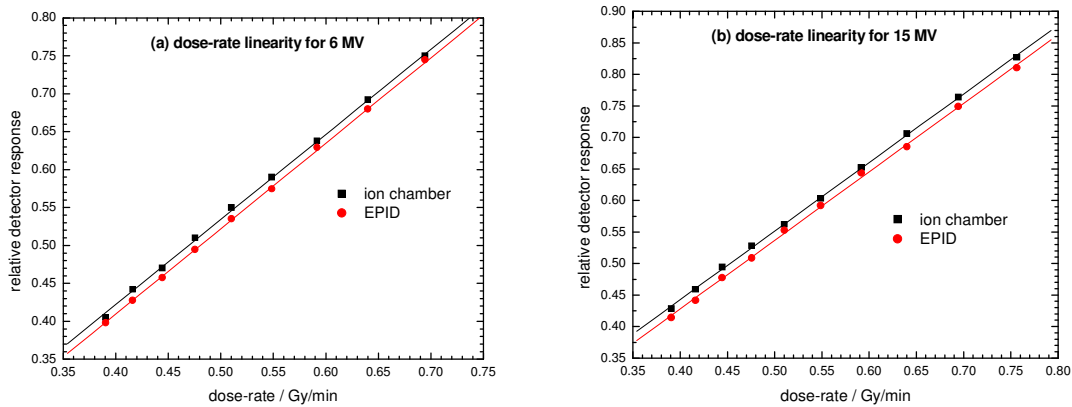 (a) dose-rate linearity for 6 MV
relative detector response
0.80
0.75
0.70
0.65
0.60
0.55
0.50
0.45
0.40
0.35
ion chamber
EPID
0.35 0.40 0.45 0.50 0.55 0.60 0.65 0.70 0.75
dose-rate / Gy/min
(b) dose-rate linearity for 15 MV
relative detector response
0.90
0.85
0.80
0.75
0.70
0.65
0.60
0.55
0.50
0.45
0.40
0.35
ion chamber
EPID
0.35 0.40 0.45 0.50 0.55 0.60 0.65 0.70 0.75 0.80
dose-rate / Gy/min